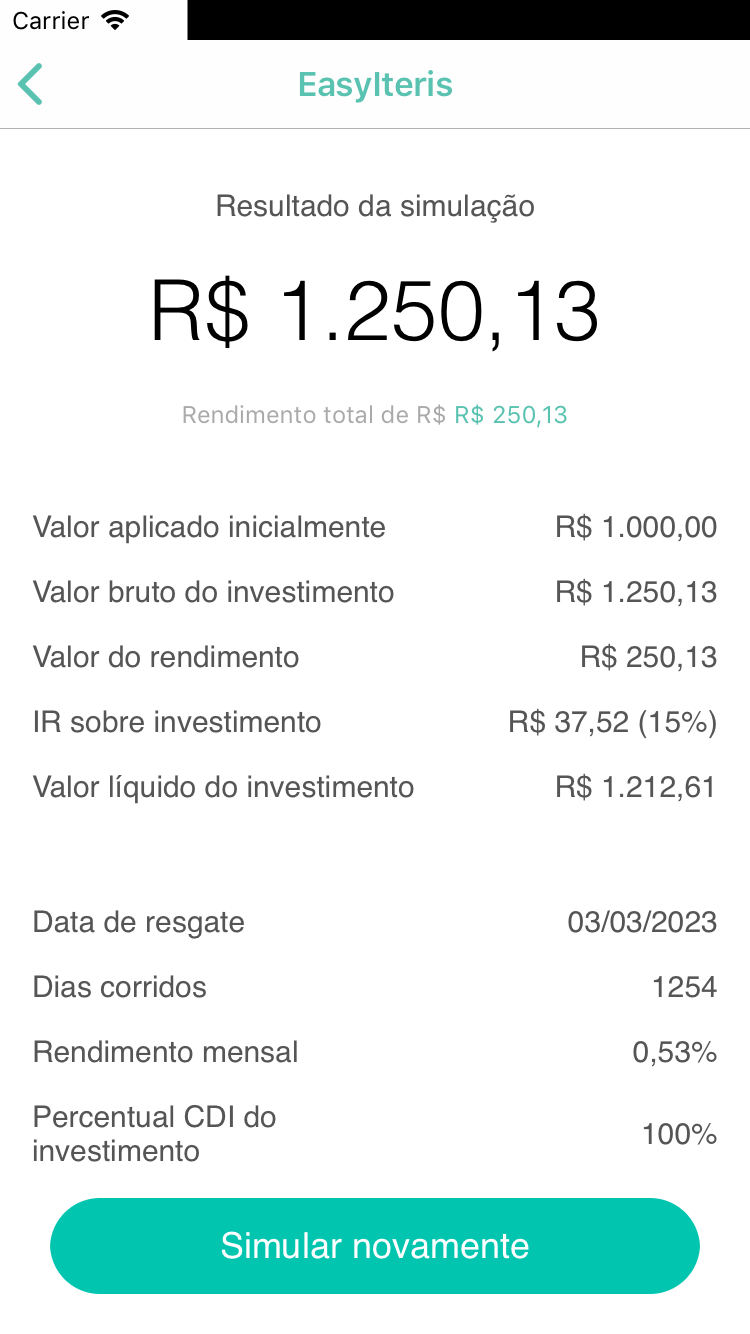 Carrier
EasyIteris
Resultado da simulação
R$ 1.250,13
Rendimento total de R$ R$ 250,13
Valor aplicado inicialmente R$ 1.000,00
Valor bruto do investimento R$ 1.250,13
Valor do rendimento R$ 250,13
IR sobre investimento R$ 37,52 (15%)
Valor líquido do investimento R$ 1.212,61
Data de resgate 03/03/2023
Dias corridos 1254
Rendimento mensal 0,53%
Percentual CDI do
investimento 100%
Simular novamente